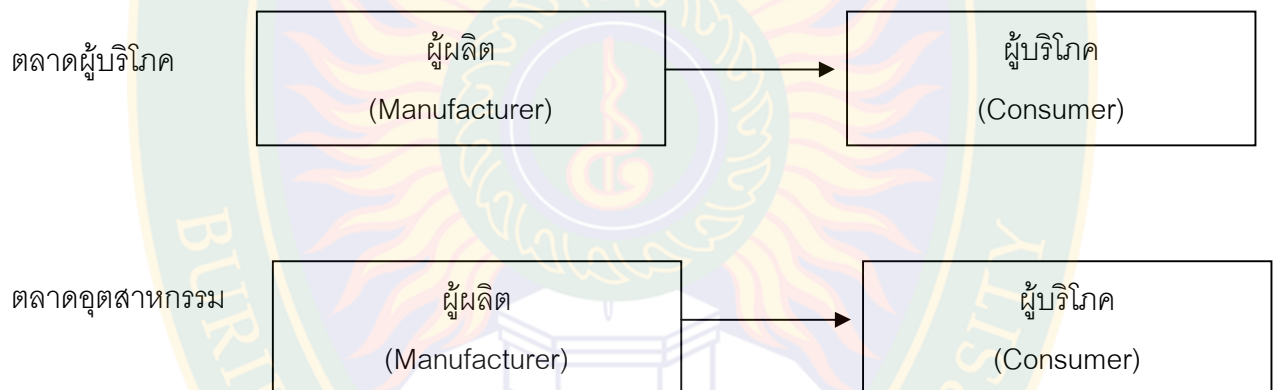 ตลาดผู้บริโภค
ผู้ผลิต
(Manufacturer)
ผู้บริโภค
(Consumer)
ตลาดอุตสาหกรรม
ผู้ผลิต
(Manufacturer)
ผู้บริโภค
(Consumer)